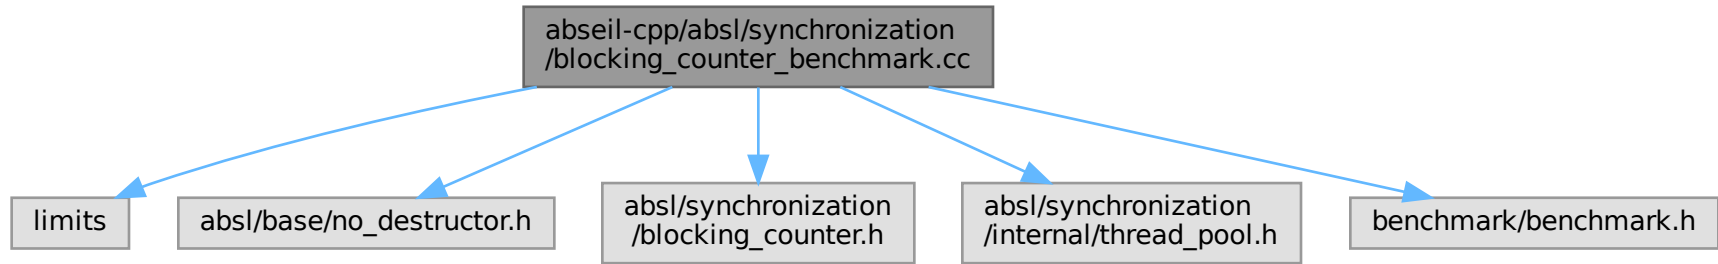 abseil-cpp/absl/synchronization
/blocking_counter_benchmark.cc
limits
absl/base/no_destructor.h
absl/synchronization
/blocking_counter.h
absl/synchronization
/internal/thread_pool.h
benchmark/benchmark.h